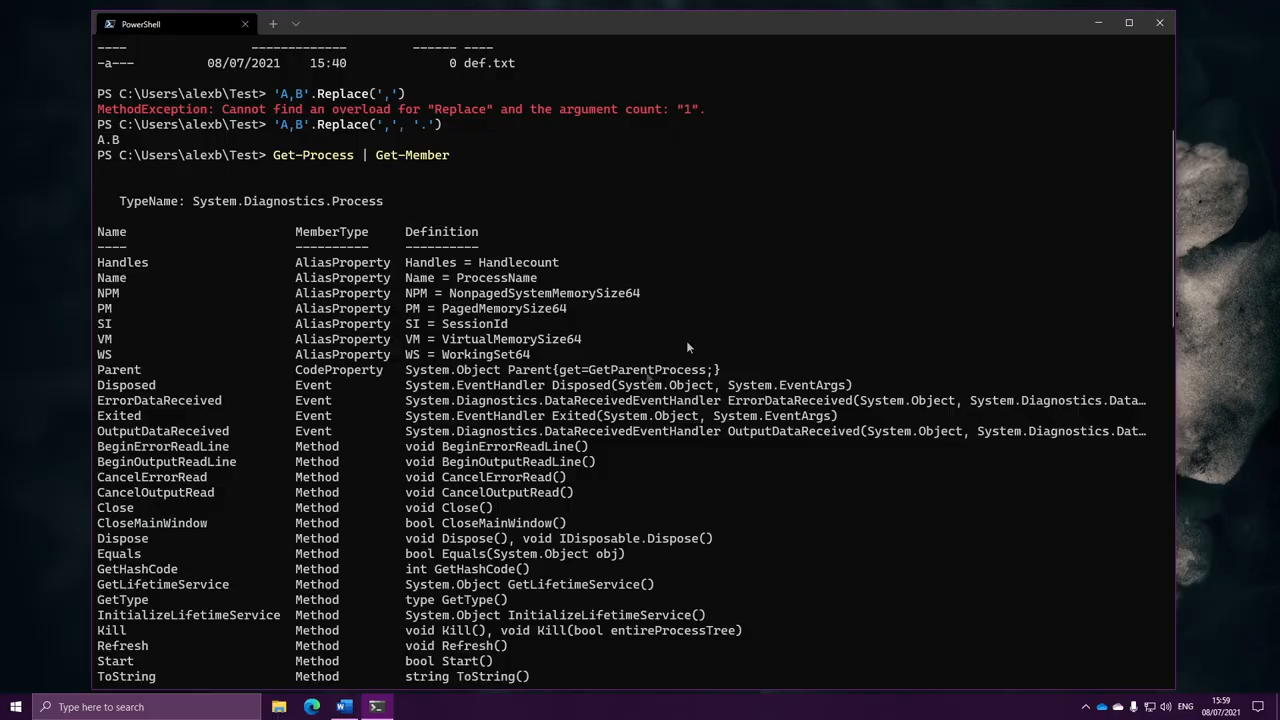 PowerShell
---- ------------- ------ ----
-a--- 08/07/2021 15:40 0 def.txt
PS C:\Users\alexb\Test> 'A,B'.Replace(',')
MethodException: Cannot find an overload for "Replace" and the argument count: "1".
PS C:\Users\alexb\Test> 'A,B'.Replace(',', '.')
A.B
PS C:\Users\alexb\Test> Get-Process | Get-Member
TypeName: System.Diagnostics.Process
Name MemberType Definition
---- ---------- ----------
Handles AliasProperty Handles = Handlecount
Name AliasProperty Name = ProcessName
NPM AliasProperty NPM = NonpagedSystemMemorySize64
PM AliasProperty PM = PagedMemorySize64
SI AliasProperty SI = SessionId
VM AliasProperty VM = VirtualMemorySize64
WS AliasProperty WS = WorkingSet64
Parent CodeProperty System.Object Parent{get=GetParentProcess;}
Disposed Event System.EventHandler Disposed(System.Object, System.EventArgs)
ErrorDataReceived Event System.Diagnostics.DataReceivedEventHandler ErrorDataReceived(System.Object, System.Diagnostics.Data…
Exited Event System.EventHandler Exited(System.Object, System.EventArgs)
OutputDataReceived Event System.Diagnostics.DataReceivedEventHandler OutputDataReceived(System.Object, System.Diagnostics.Dat…
BeginErrorReadLine Method void BeginErrorReadLine()
BeginOutputReadLine Method void BeginOutputReadLine()
CancelErrorRead Method void CancelErrorRead()
CancelOutputRead Method void CancelOutputRead()
Close Method void Close()
CloseMainWindow Method bool CloseMainWindow()
Dispose Method void Dispose(), void IDisposable.Dispose()
Equals Method bool Equals(System.Object obj)
GetHashCode Method int GetHashCode()
GetLifetimeService Method System.Object GetLifetimeService()
GetType Method type GetType()
InitializeLifetimeService Method System.Object InitializeLifetimeService()
Kill Method void Kill(), void Kill(bool entireProcessTree)
Refresh Method void Refresh()
Start Method bool Start()
ToString Method string ToString()
Type here to search
ENG
15:59
08/07/2021